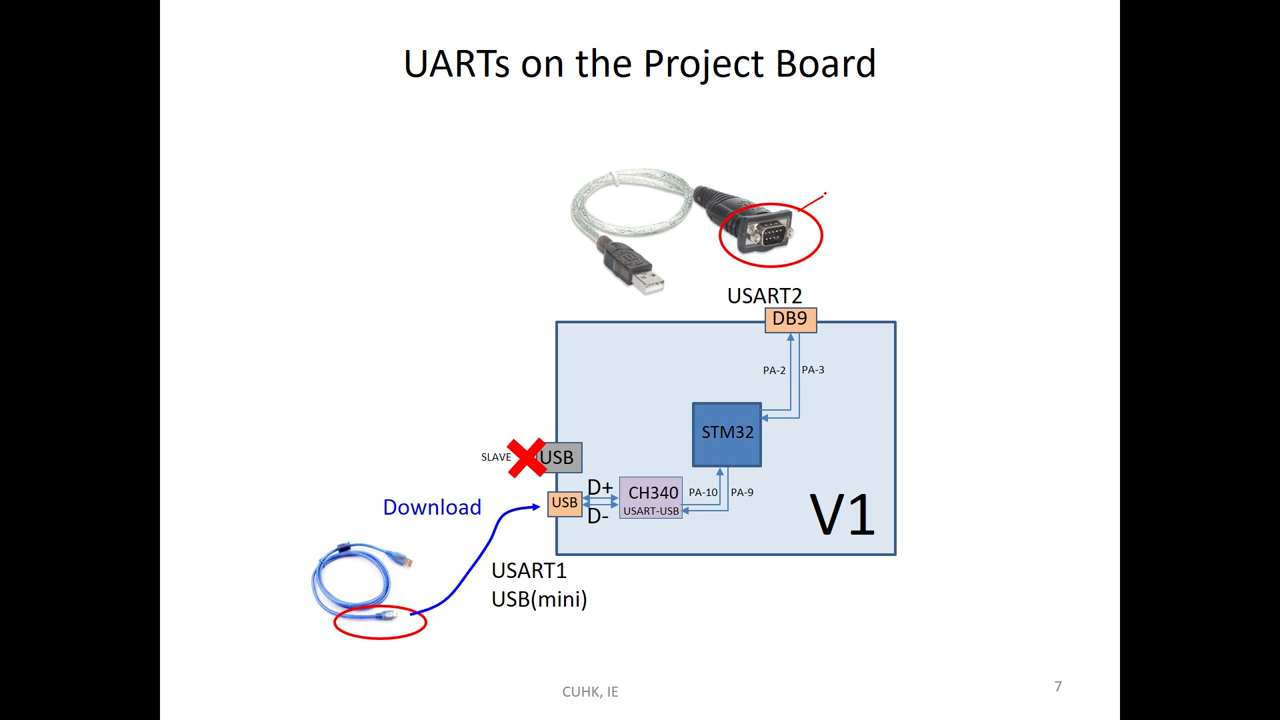 UARTs on the Project Board
USART2
DB9
PA-2
PA-3
STM32
SLAVE
USB
D+
CH340
PA-10
PA-9
USB
Download
USART-USB
D-
V1
USART1
USB(mini)
CUHK, IE
7